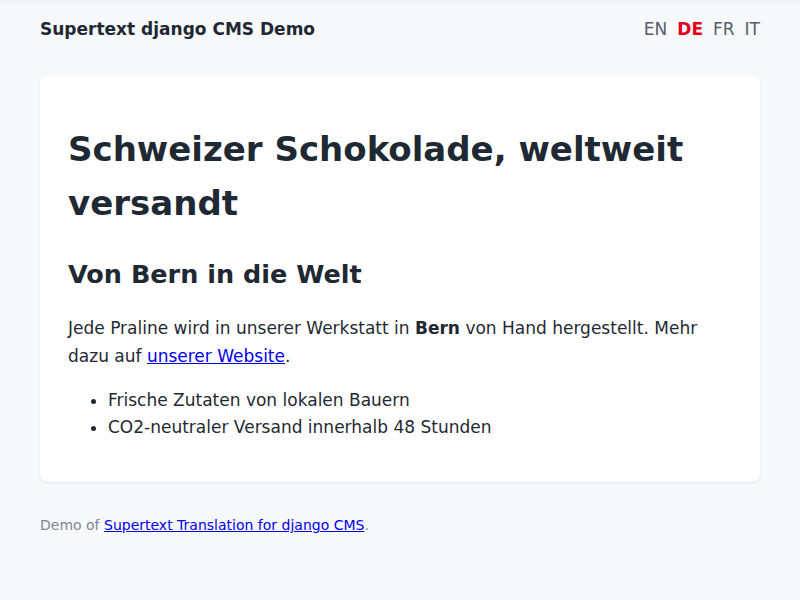 Supertext django CMS Demo
EN DE FR IT
Schweizer Schokolade, weltweit
versandt
Von Bern in die Welt
Jede Praline wird in unserer Werkstatt in Bern von Hand hergestellt. Mehr
dazu auf unserer Website.
• Frische Zutaten von lokalen Bauern
• CO2-neutraler Versand innerhalb 48 Stunden
Demo of Supertext Translation for django CMS.